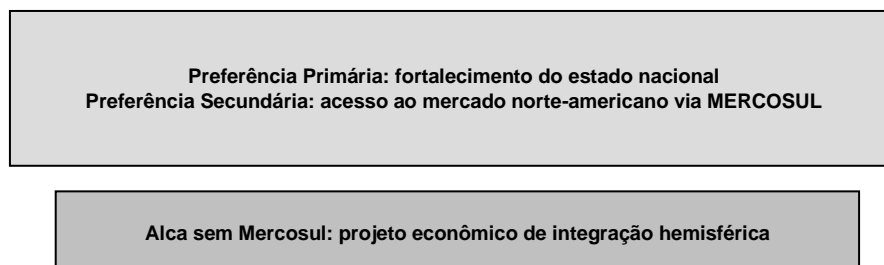 Preferência Primária: fortalecimento do estado nacional
Preferência Secundária: acesso ao mercado norte-americano via MERCOSUL
Alca sem Mercosul: projeto econômico de integração hemisférica